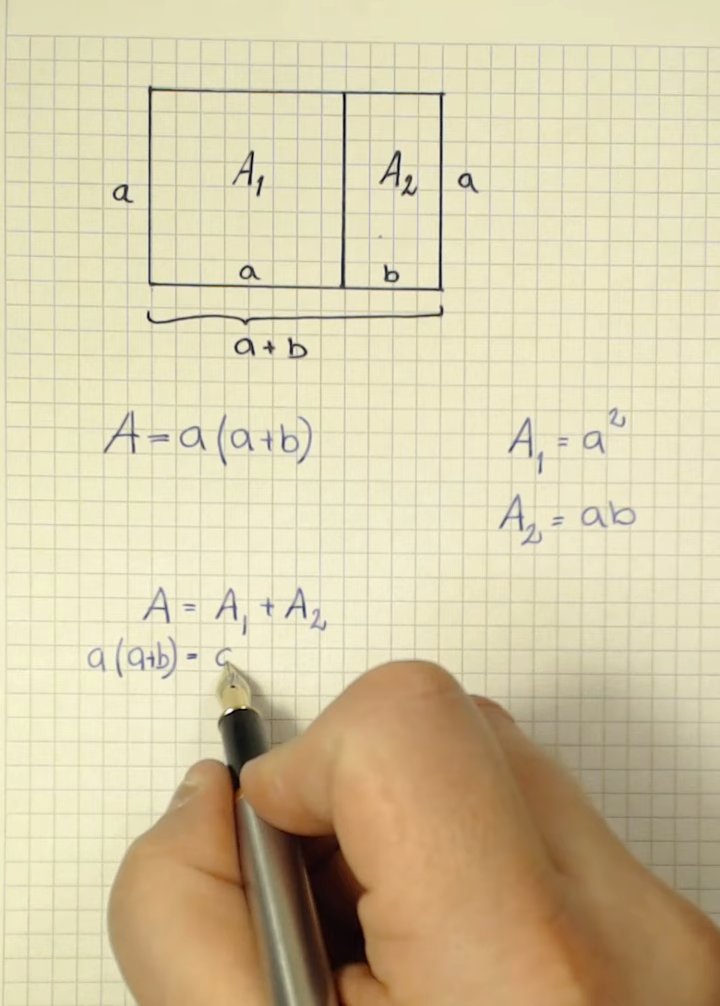 A₁ A₂
a a
a b
a + b
A = a(a+b)
A₁ = a²
A₂ = ab
A = A₁ + A₂
a(a+b) = a